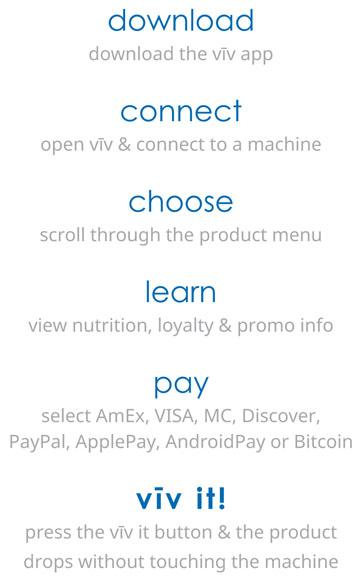 download
download the vīv app
connect
open vīv & connect to a machine
choose
scroll through the product menu
learn
view nutrition, loyalty & promo info
pay
select AmEx, VISA, MC, Discover,
PayPal, ApplePay, AndroidPay or Bitcoin
vīv it!
press the vīv it button & the product
drops without touching the machine